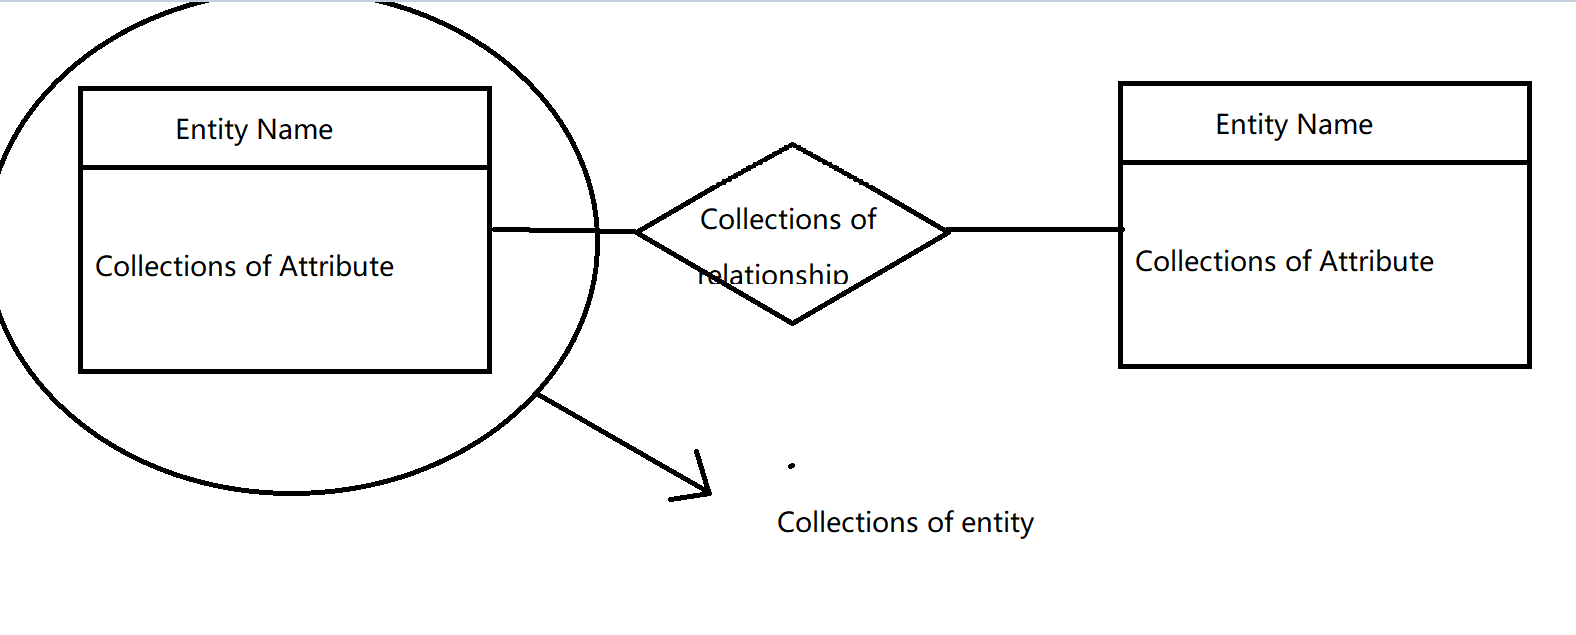 Entity Name
Collections of Attribute
Collections of
relationship
Entity Name
Collections of Attribute
Collections of entity